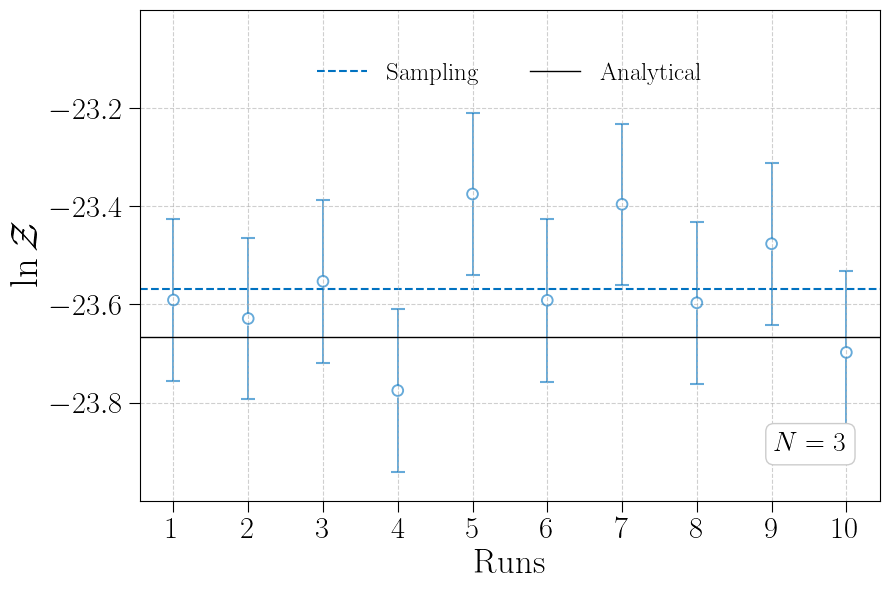 Sampling Analytical
−23.2
−23.4
−23.6
−23.8
ln 𝒵
N = 3
1 2 3 4 5 6 7 8 9 10
Runs